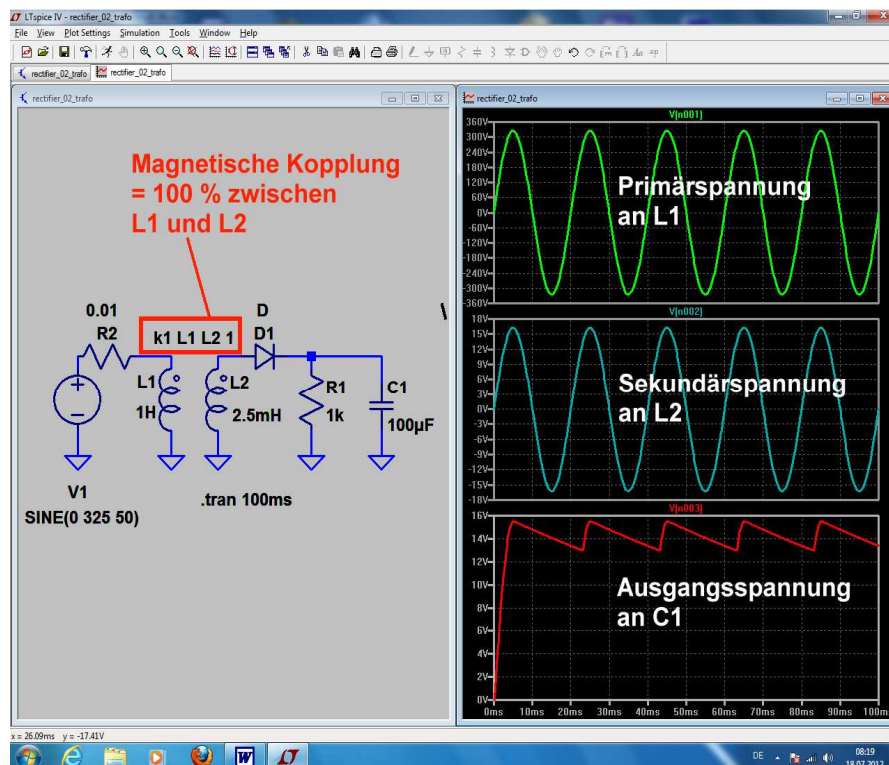 LTspice IV - rectifier_02_trafo
File View Plot Settings Simulation Tools Window Help
rectifier_02_trafo rectifier_02_trafo
rectifier_02_trafo
Magnetische Kopplung
= 100 % zwischen
L1 und L2
0.01
R2
k1 L1 L2 1
D
D1
L1
1H
L2
2.5mH
R1
1k
C1
100µF
V1
SINE(0 325 50)
.tran 100ms
rectifier_02_trafo
V(n001)
360V
300V
240V
180V
120V
60V
0V
-60V
-120V
-180V
-240V
-300V
-360V
Primärspannung
an L1
V(n002)
18V
15V
12V
9V
6V
3V
0V
-3V
-6V
-9V
-12V
-15V
-18V
Sekundärspannung
an L2
V(n003)
16V
14V
12V
10V
8V
6V
4V
2V
0V
Ausgangsspannung
an C1
0ms 10ms 20ms 30ms 40ms 50ms 60ms 70ms 80ms 90ms 100ms
x = 26.09ms y = -17.41V
DE
08:19
18.07.2012